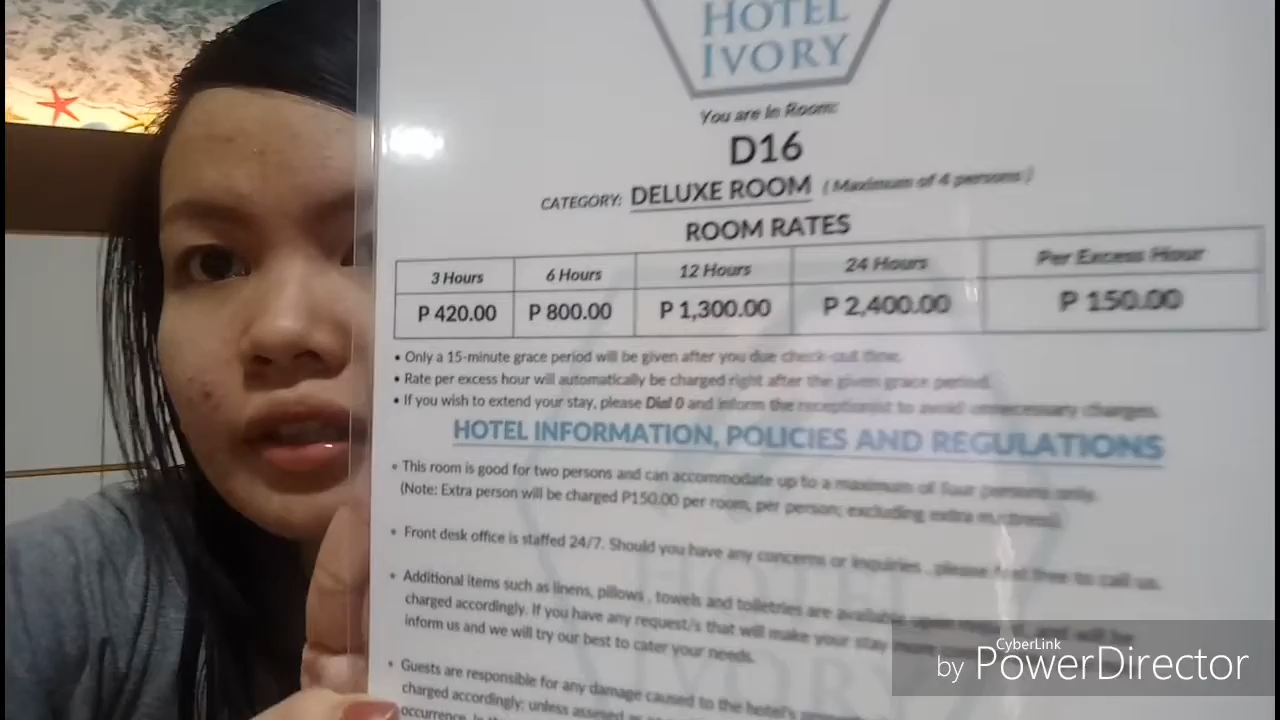 HOTEL
IVORY
You are In Room:
D16
CATEGORY: DELUXE ROOM ( Maximum of 4 persons )
ROOM RATES
3 Hours 6 Hours 12 Hours 24 Hours Per Excess Hour
P 420.00 P 800.00 P 1,300.00 P 2,400.00 P 150.00
• Only a 15-minute grace period will be given after you due check-out time.
• Rate per excess hour will automatically be charged right after the given grace period.
• If you wish to extend your stay, please Dial 0 and inform the receptionist to avoid unnecessary charges.
HOTEL INFORMATION, POLICIES AND REGULATIONS
• This room is good for two persons and can accommodate up to a maximum of four persons only.
(Note: Extra person will be charged P150.00 per room, per person; excluding extra mattress)
• Front desk office is staffed 24/7. Should you have any concerns or inquiries , please feel free to call us.
• Additional items such as linens, pillows , towels and toiletries are available upon request and will be
charged accordingly. If you have any request/s that will make your stay more
inform us and we will try our best to cater your needs.
• Guests are responsible for any damage caused to the hotel's
charged accordingly; unless
occurrence.
HOTEL
IVORY
CyberLink
by PowerDirector